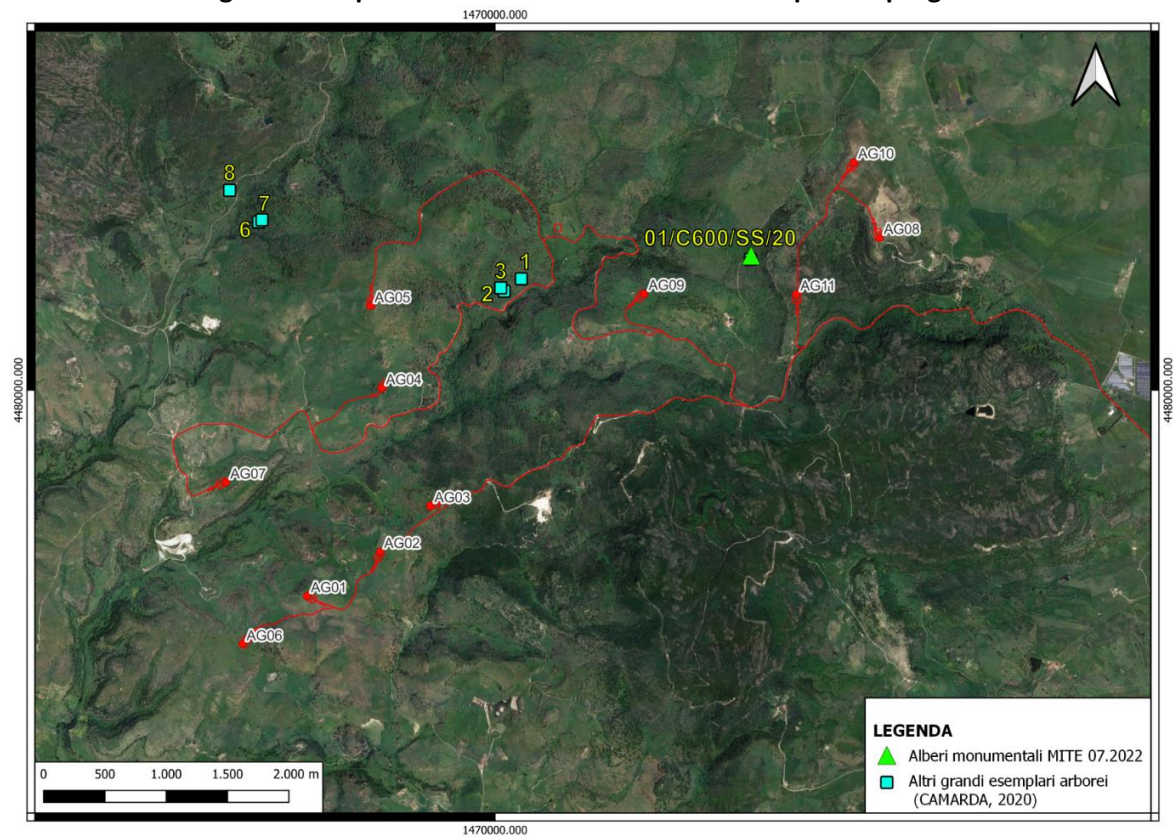 1470000.000
AG10
8
AG08
7
01/C600/SS/20
6
1
3
AG09
AG11
2
AG05
4480000.000
4480000.000
AG04
AG07
AG03
AG02
AG01
AG06
LEGENDA
Alberi monumentali MITE 07.2022
Altri grandi esemplari arborei
(CAMARDA, 2020)
0 500 1.000 1.500 2.000 m
1470000.000